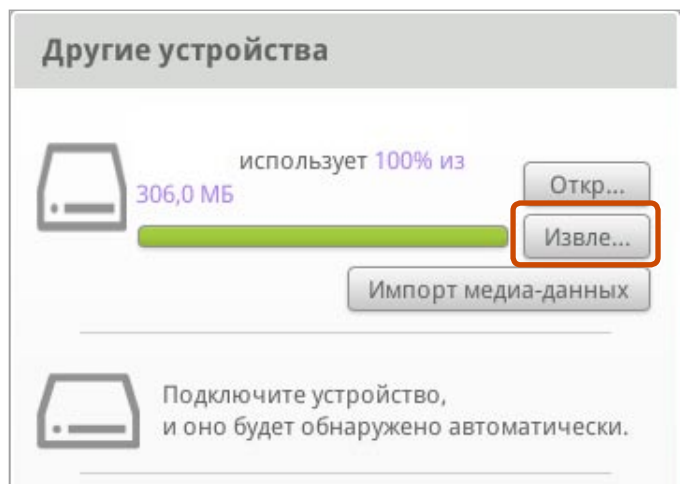 Другие устройства
использует 100% из
306,0 МБ
Откр...
Извле...
Импорт медиа-данных
Подключите устройство,
и оно будет обнаружено автоматически.